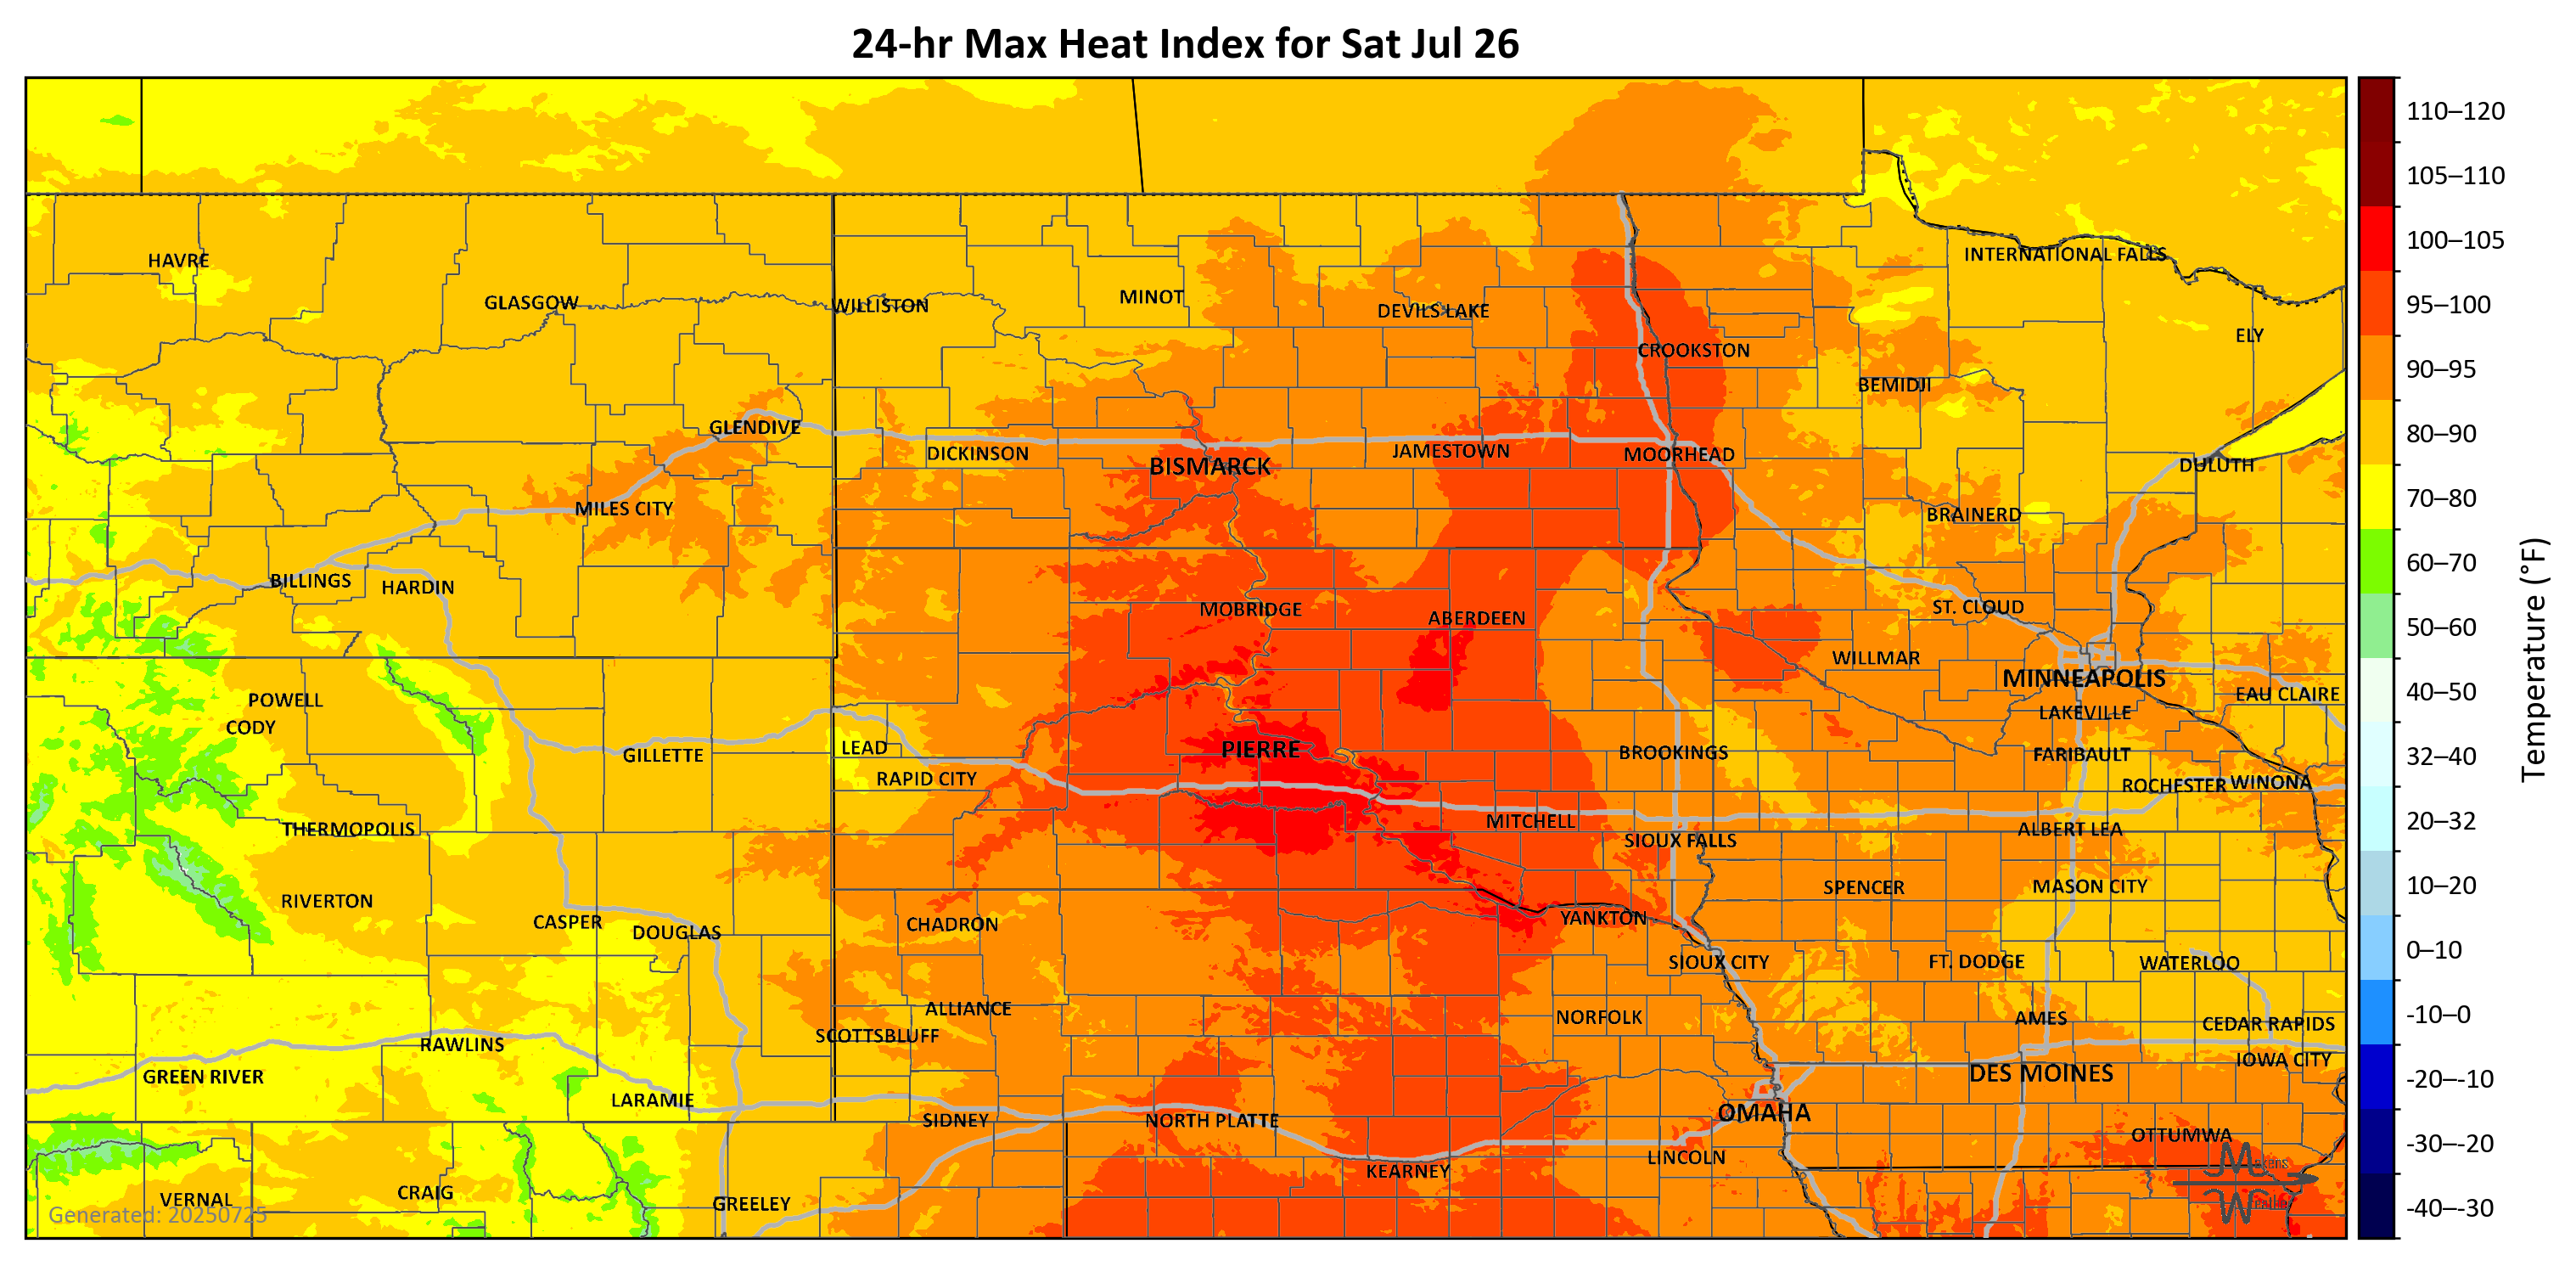 24-hr Max Heat Index for Sat Jul 26
110–120
105–110
100–105
95–100
90–95
80–90
70–80
60–70
50–60
40–50
32–40
20–32
10–20
0–10
-10–0
-20–-10
-30–-20
-40–-30
Temperature (°F)
HAVRE
INTERNATIONAL FALLS
GLASGOW
WILLISTON
MINOT
DEVILS LAKE
ELY
CROOKSTON
BEMIDJI
GLENDIVE
DICKINSON
JAMESTOWN
MOORHEAD
BISMARCK
DULUTH
MILES CITY
BRAINERD
BILLINGS
HARDIN
MOBRIDGE
ABERDEEN
ST. CLOUD
WILLMAR
MINNEAPOLIS
EAU CLAIRE
POWELL
CODY
LAKEVILLE
GILLETTE
LEAD
PIERRE
BROOKINGS
FARIBAULT
RAPID CITY
ROCHESTER
WINONA
THERMOPOLIS
MITCHELL
ALBERT LEA
SIOUX FALLS
RIVERTON
SPENCER
MASON CITY
CASPER
DOUGLAS
CHADRON
YANKTON
SIOUX CITY
FT. DODGE
WATERLOO
ALLIANCE
NORFOLK
AMES
CEDAR RAPIDS
SCOTTSBLUFF
RAWLINS
IOWA CITY
GREEN RIVER
DES MOINES
LARAMIE
SIDNEY
NORTH PLATTE
OMAHA
OTTUMWA
LINCOLN
KEARNEY
VERNAL
CRAIG
GREELEY
Generated: 20250725